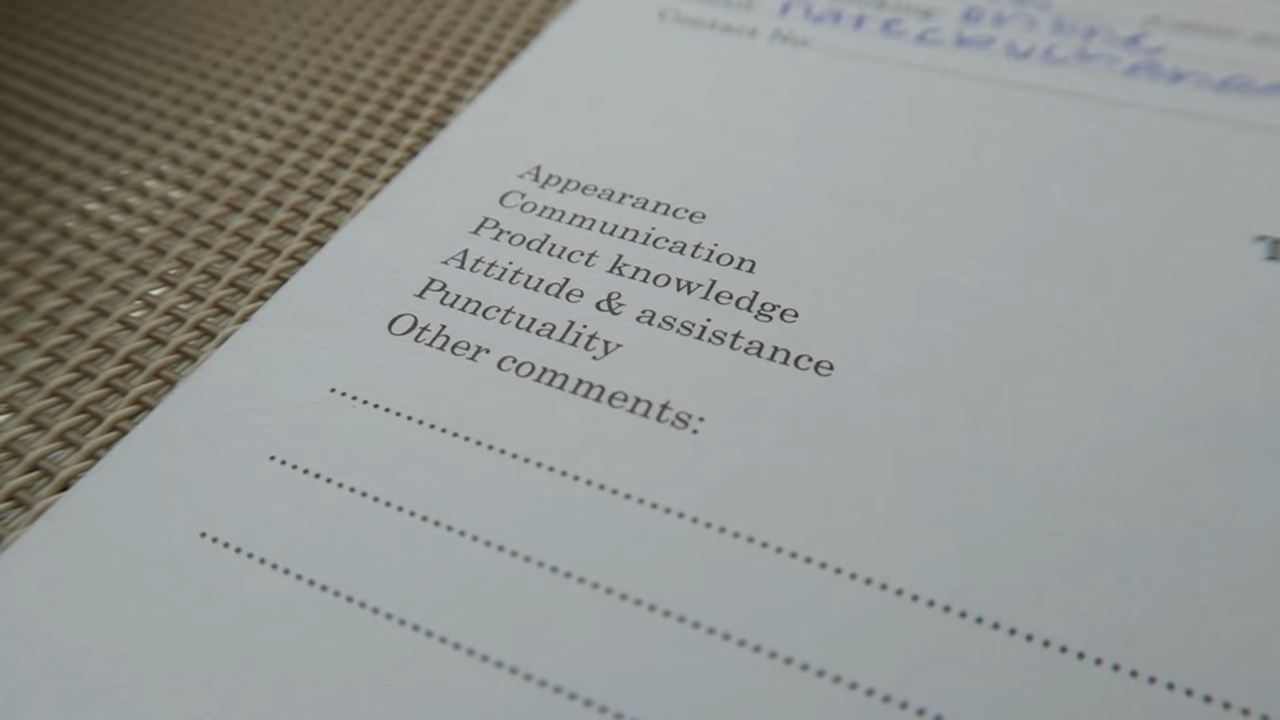 Contact No.
Appearance
Communication
Product knowledge
Attitude & assistance
Punctuality
Other comments: